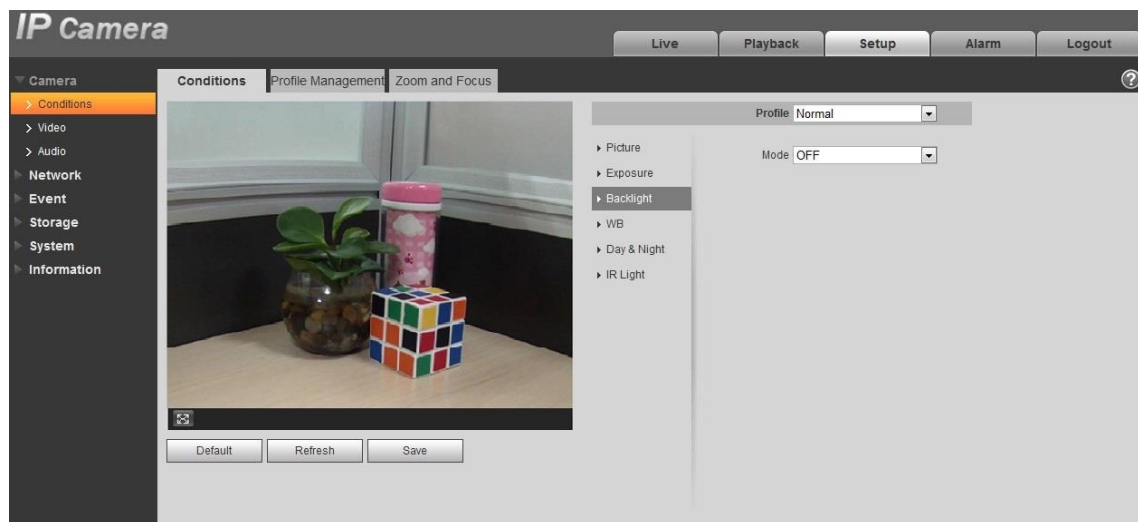 IP Camera
Live
Playback
Setup
Alarm
Logout
Camera
Conditions
Video
Audio
Network
Event
Storage
System
Information
Conditions
Profile Management
Zoom and Focus
?
Profile Normal
Picture
Exposure
Backlight
WB
Day & Night
IR Light
Mode OFF
Default
Refresh
Save